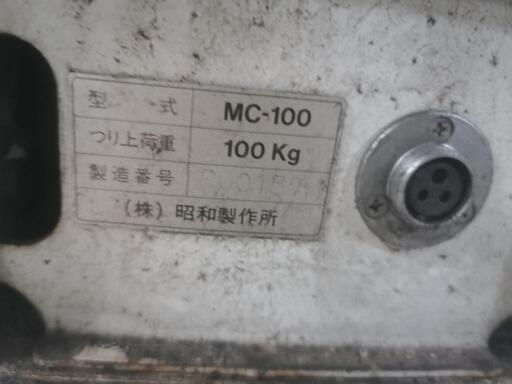 型式 MC-100
つり上荷重 100 Kg
製造番号
(株) 昭和製作所